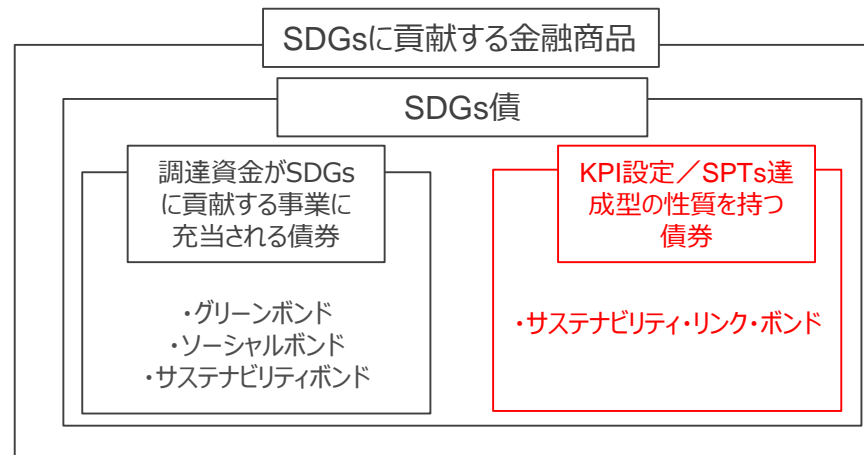 SDGsに貢献する金融商品
SDGs債
調達資金がSDGs
に貢献する事業に
充当される債券
・グリーンボンド
・ソーシャルボンド
・サステナビリティボンド
KPI設定／SPTs達
成型の性質を持つ
債券
・サステナビリティ・リンク・ボンド